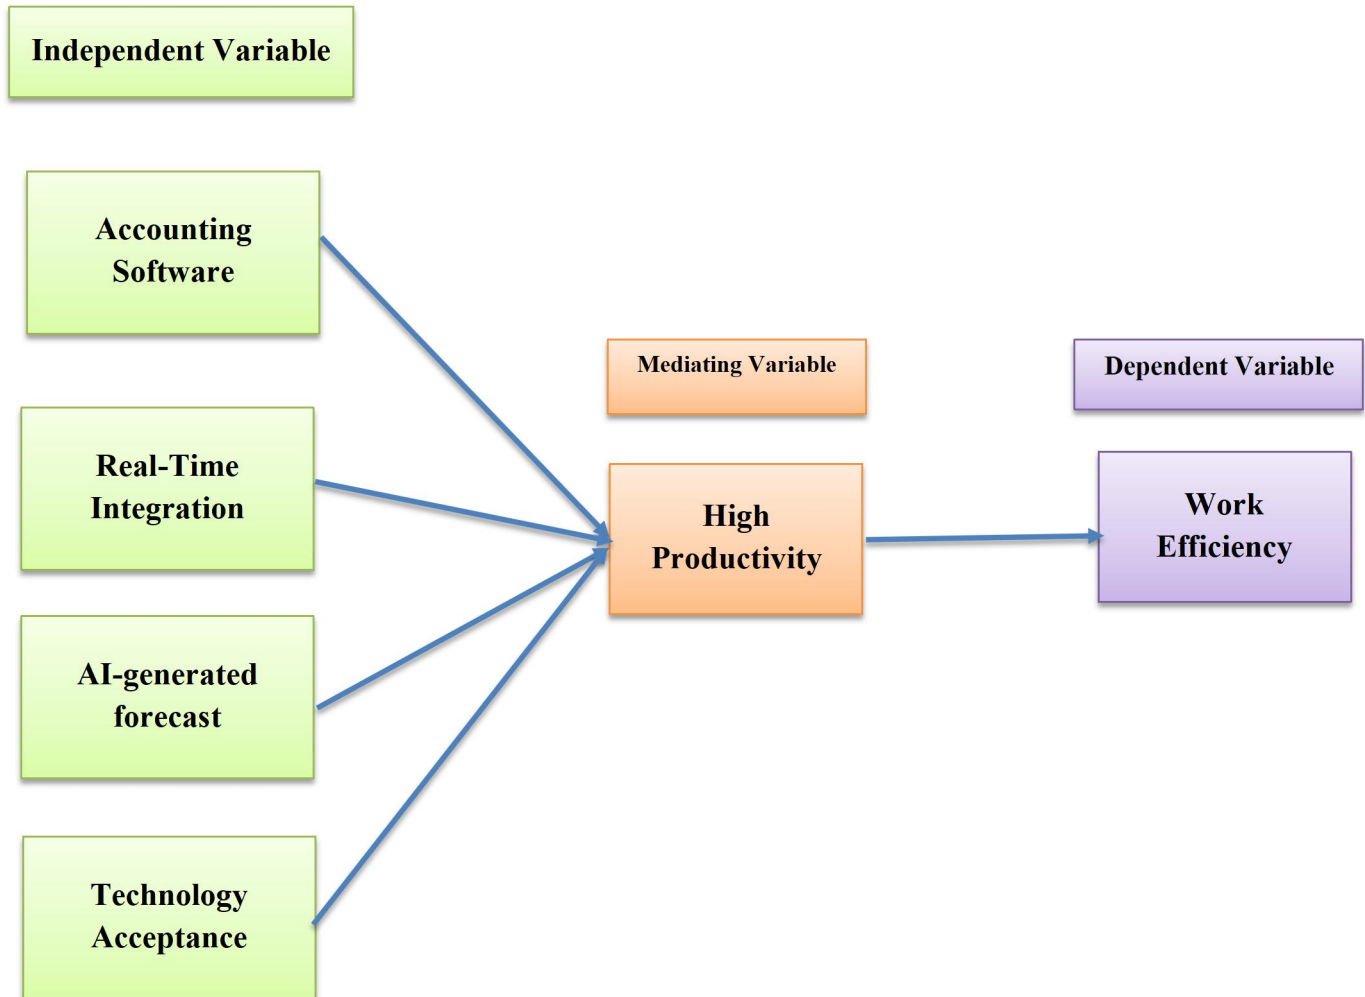 Independent Variable
Accounting
Software
Real-Time
Integration
AI-generated
forecast
Technology
Acceptance
Mediating Variable
High
Productivity
Dependent Variable
Work
Efficiency